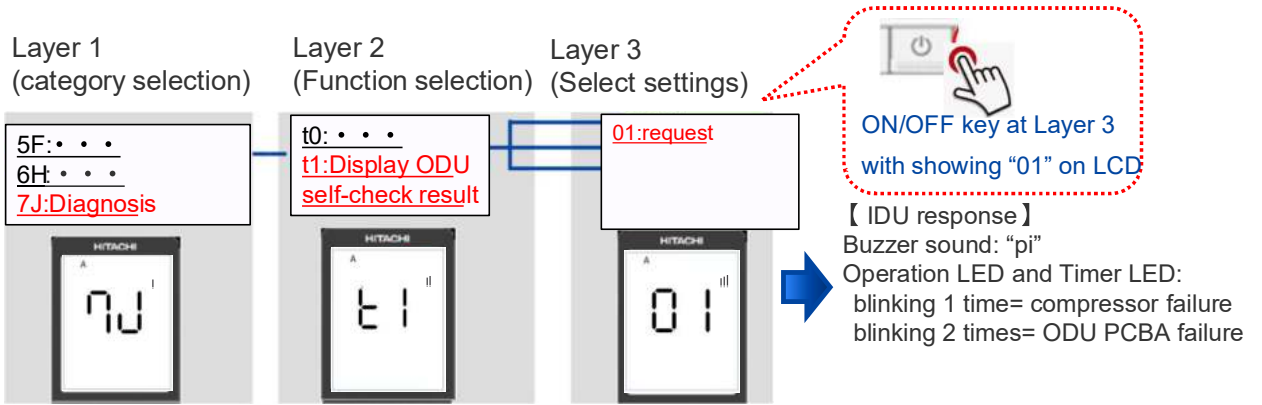 Layer 1
(category selection)
Layer 2
(Function selection)
Layer 3
(Select settings)
5F:・・・
6H:・・・
7J:Diagnosis
t0:・・・
t1:Display ODU
self-check result
01:request
ON/OFF key at Layer 3
with showing “01” on LCD
【 IDU response】
Buzzer sound: “pi”
Operation LED and Timer LED:
blinking 1 time= compressor failure
blinking 2 times= ODU PCBA failure
HITACHI
A
7J
HITACHI
A
t1
HITACHI
A
01